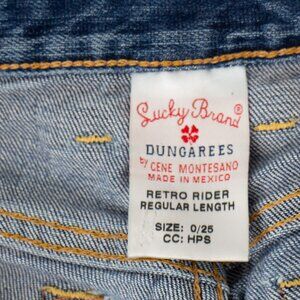 Lucky Brand®
DUNGAREES
by GENE MONTESANO
MADE IN MEXICO
RETRO RIDER
REGULAR LENGTH
SIZE: 0/25
CC: HPS